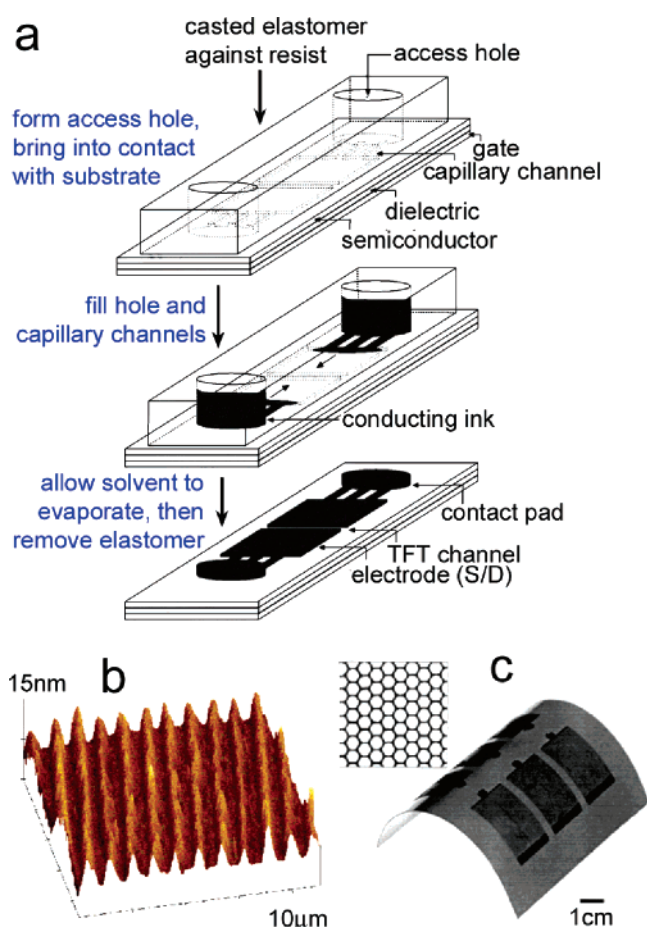 a
casted elastomer
against resist
access hole
form access hole,
bring into contact
with substrate
gate
capillary channel
dielectric
semiconductor
fill hole and
capillary channels
conducting ink
allow solvent to
evaporate, then
remove elastomer
contact pad
TFT channel
electrode (S/D)
b
15nm
10μm
c
1cm